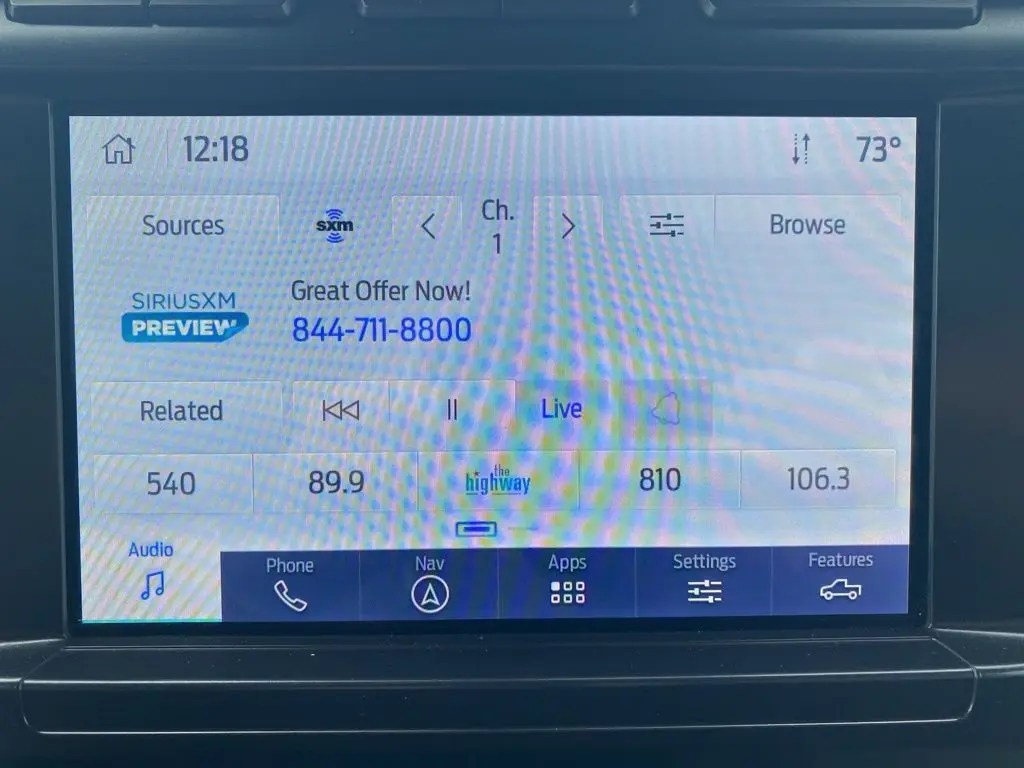 12:18
73°
Sources
sxm
Ch.
1
Browse
SIRIUSXM
PREVIEW
Great Offer Now!
844-711-8800
Related
Live
540
89.9
the
highway
810
106.3
Audio
Phone
Nav
Apps
Settings
Features